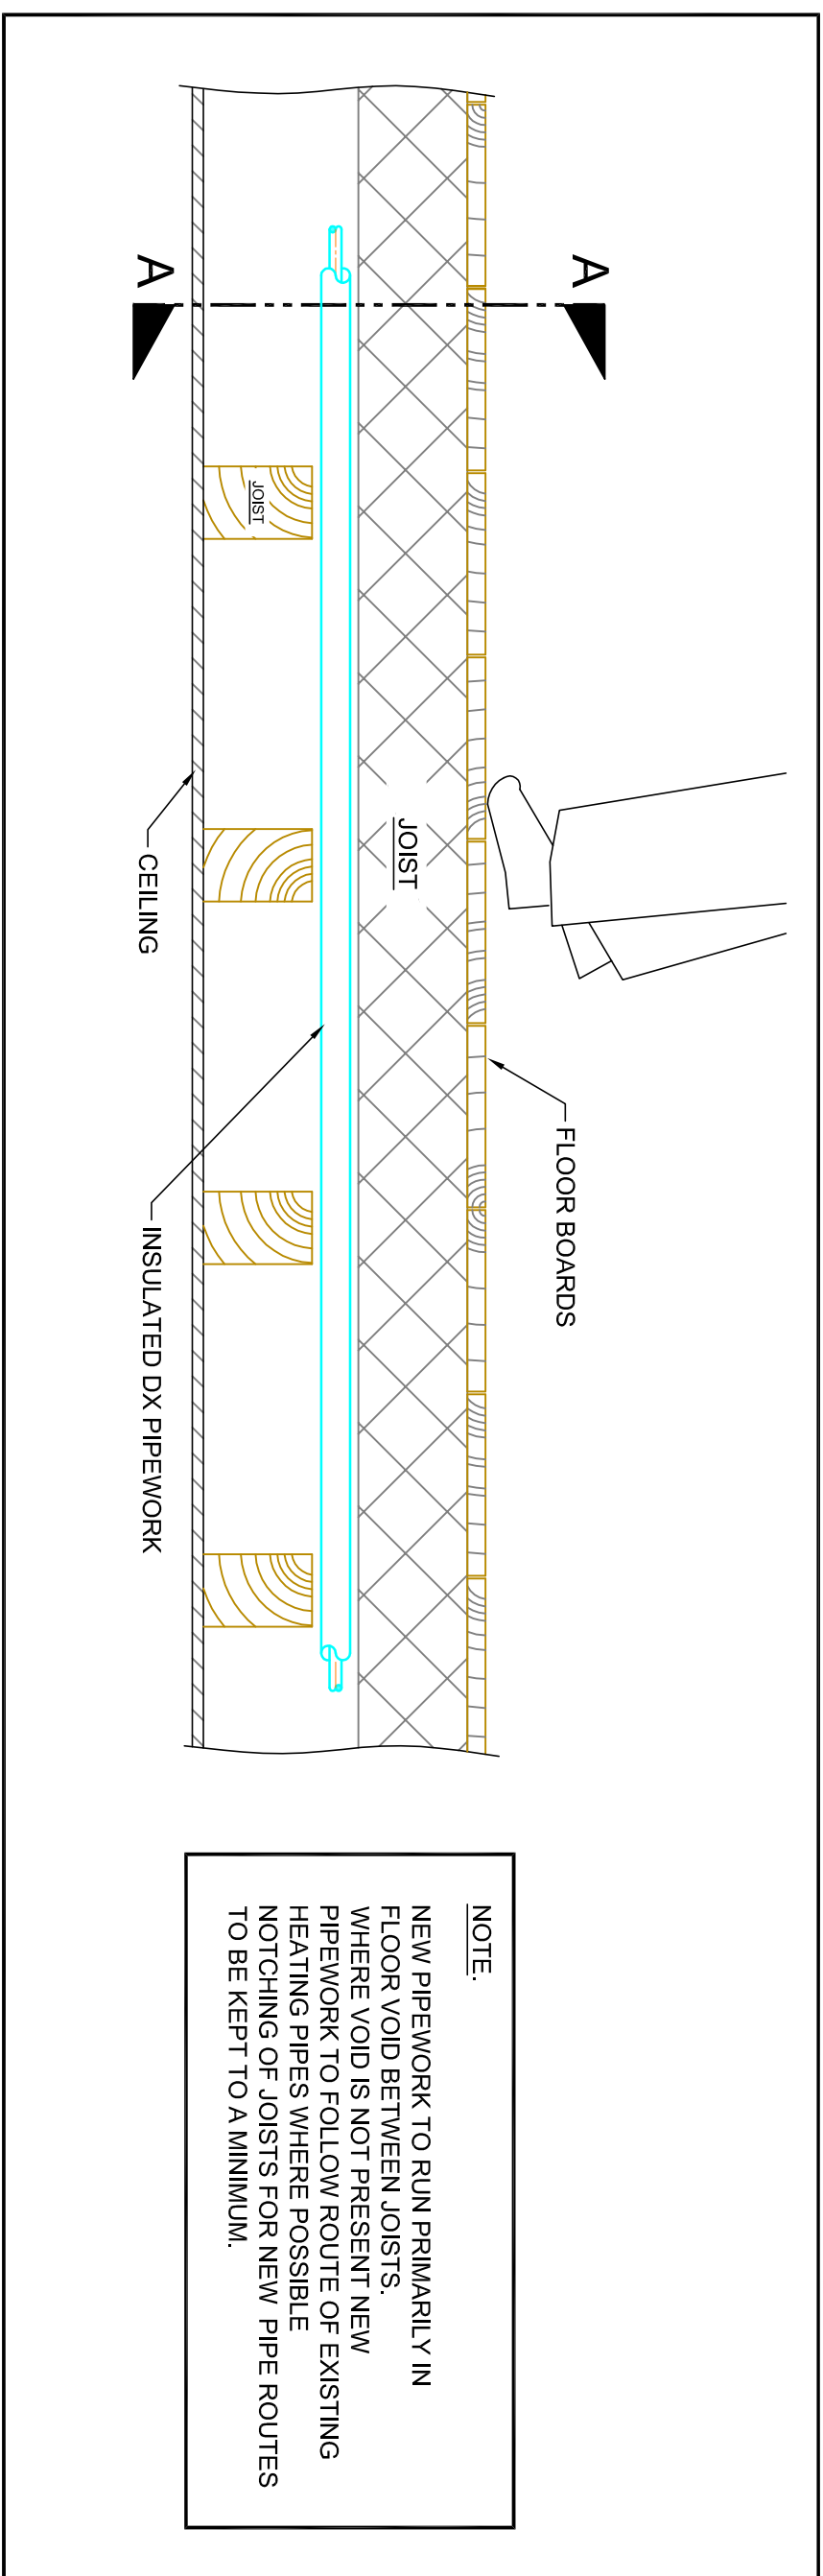 A
A
JOIST
JOIST
FLOOR BOARDS
CEILING
INSULATED DX PIPEWORK
NOTE.
NEW PIPEWORK TO RUN PRIMARILY IN
FLOOR VOID BETWEEN JOISTS.
WHERE VOID IS NOT PRESENT NEW
PIPEWORK TO FOLLOW ROUTE OF EXISTING
HEATING PIPES WHERE POSSIBLE
NOTCHING OF JOISTS FOR NEW PIPE ROUTES
TO BE KEPT TO A MINIMUM.